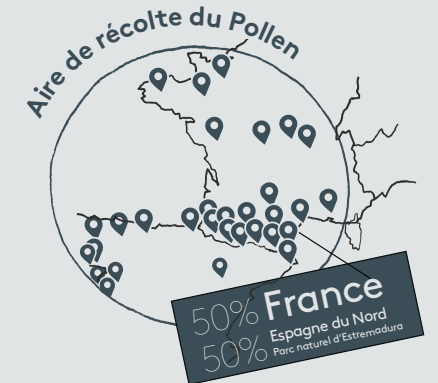 Aire de récolte du Pollen
50% France
50% Espagne du Nord
Parc naturel d'Estremadura